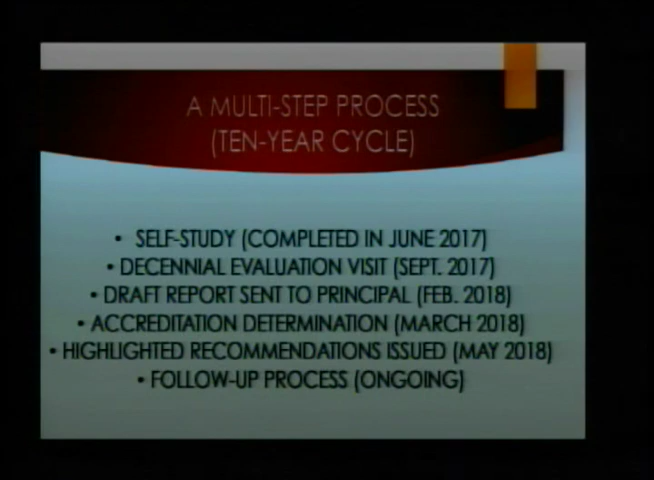 A MULTI-STEP PROCESS
(TEN-YEAR CYCLE)
• SELF-STUDY (COMPLETED IN JUNE 2017)
• DECENNIAL EVALUATION VISIT (SEPT. 2017)
• DRAFT REPORT SENT TO PRINCIPAL (FEB. 2018)
• ACCREDITATION DETERMINATION (MARCH 2018)
• HIGHLIGHTED RECOMMENDATIONS ISSUED (MAY 2018)
• FOLLOW-UP PROCESS (ONGOING)